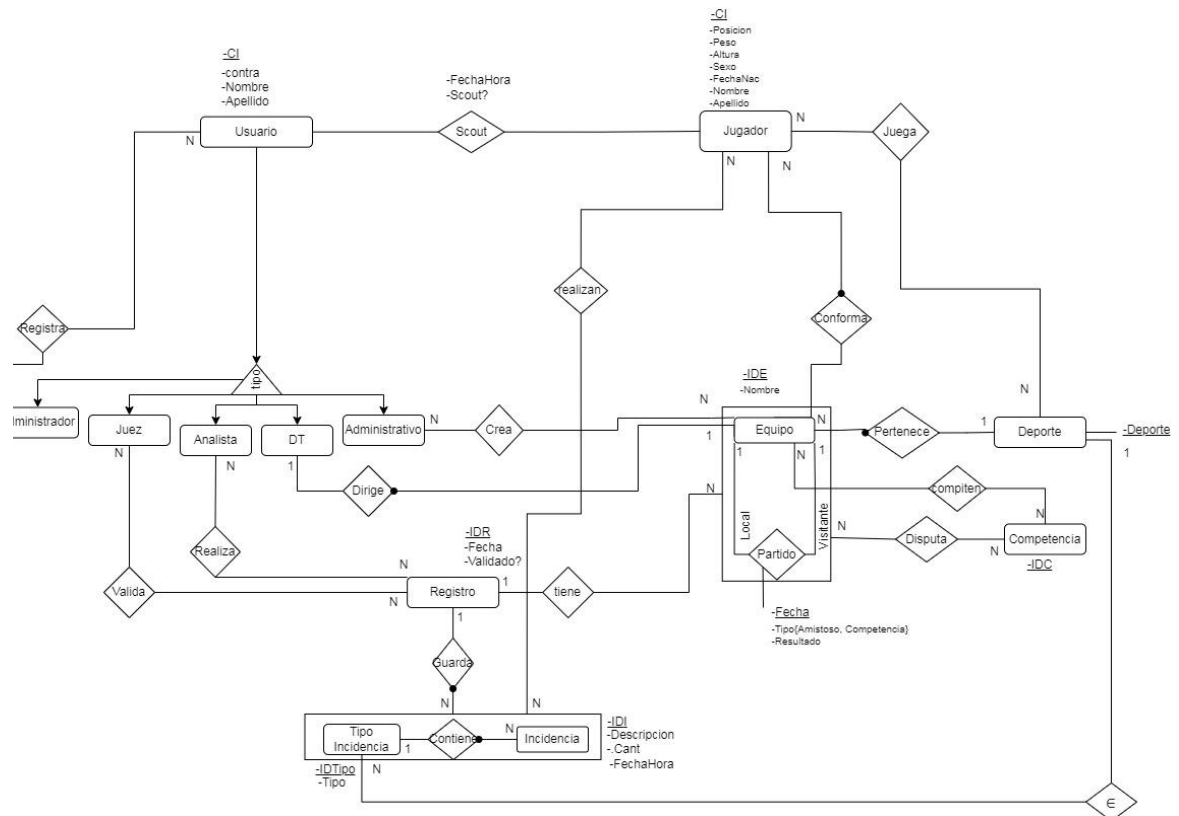 -CI
-Posicion
-Peso
-Altura
-Sexo
-FechaNac
-Nombre
-Apellido
-CI
-contra
-Nombre
-Apellido
-FechaHora
-Scout?
Usuario
N
Scout
Jugador
N
Juega
N
N
realizan
Conforma
Registra
tipo
-IDE
-Nombre
ministrador
Juez
Analista
DT
Administrativo
N
Crea
N
N
Equipo
N
Pertenece
1
Deporte
-Deporte
1
N
N
N
1
1
1
N
1
Dirige
compiten
N
Local
Visitante
N
N
Disputa
N
Competencia
-IDC
Partido
Realiza
-IDR
-Fecha
-Validado?
N
1
Valida
N
Registro
tiene
1
-Fecha
-Tipo{Amistoso, Competencia}
-Resultado
Guarda
N
N
Tipo
Incidencia
1
Contiene
N
Incidencia
-IDI
-Descripcion
-.Cant
-FechaHora
-IDTipo
-Tipo
N
∈